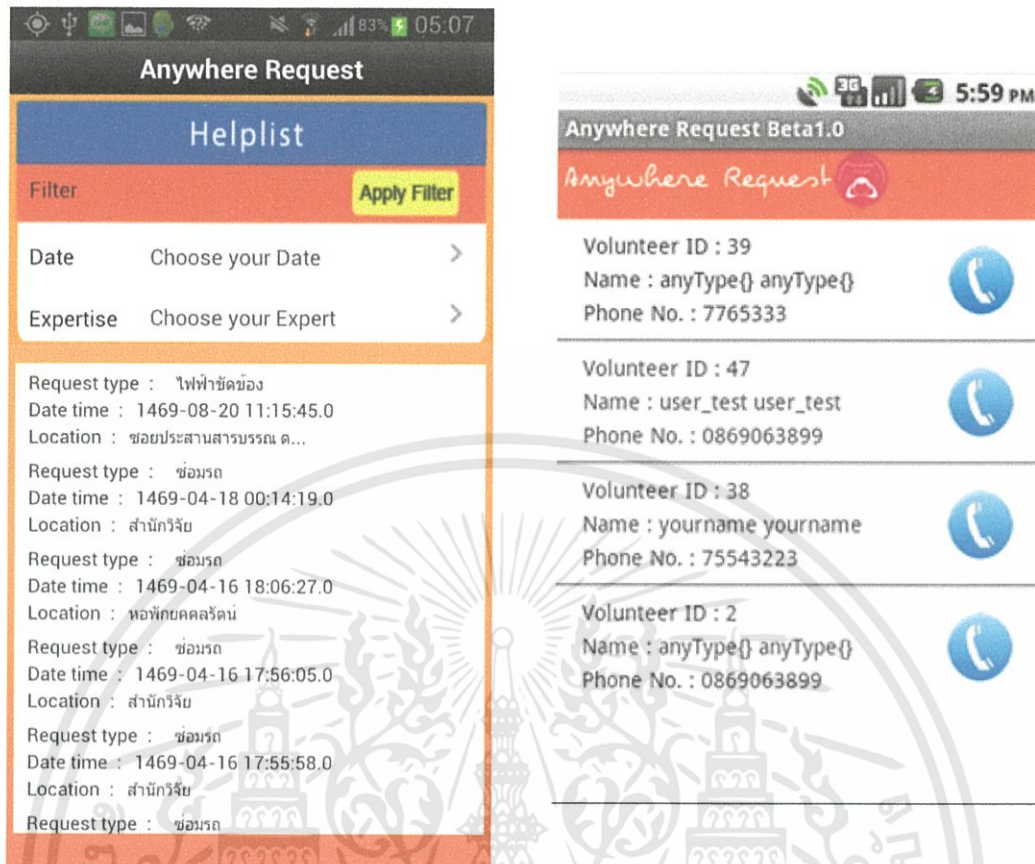 83% 05:07
Anywhere Request
Helplist
Filter Apply Filter
Date Choose your Date
Expertise Choose your Expert
Request type : ไฟฟ้าขัดข้อง
Date time : 1469-08-20 11:15:45.0
Location : ซอยประสานสารบรรณ ต...
Request type : ซ่อมรถ
Date time : 1469-04-18 00:14:19.0
Location : สำนักวิจัย
Request type : ซ่อมรถ
Date time : 1469-04-16 18:06:27.0
Location : หอพักยคคลรัตน์
Request type : ซ่อมรถ
Date time : 1469-04-16 17:56:05.0
Location : สำนักวิจัย
Request type : ซ่อมรถ
Date time : 1469-04-16 17:55:58.0
Location : สำนักวิจัย
Request type : ซ่อมรถ
3G 5:59 PM
Anywhere Request Beta1.0
Anywhere Request
Volunteer ID : 39
Name : anyType{} anyType{}
Phone No. : 7765333
Volunteer ID : 47
Name : user_test user_test
Phone No. : 0869063899
Volunteer ID : 38
Name : yourname yourname
Phone No. : 75543223
Volunteer ID : 2
Name : anyType{} anyType{}
Phone No. : 0869063899